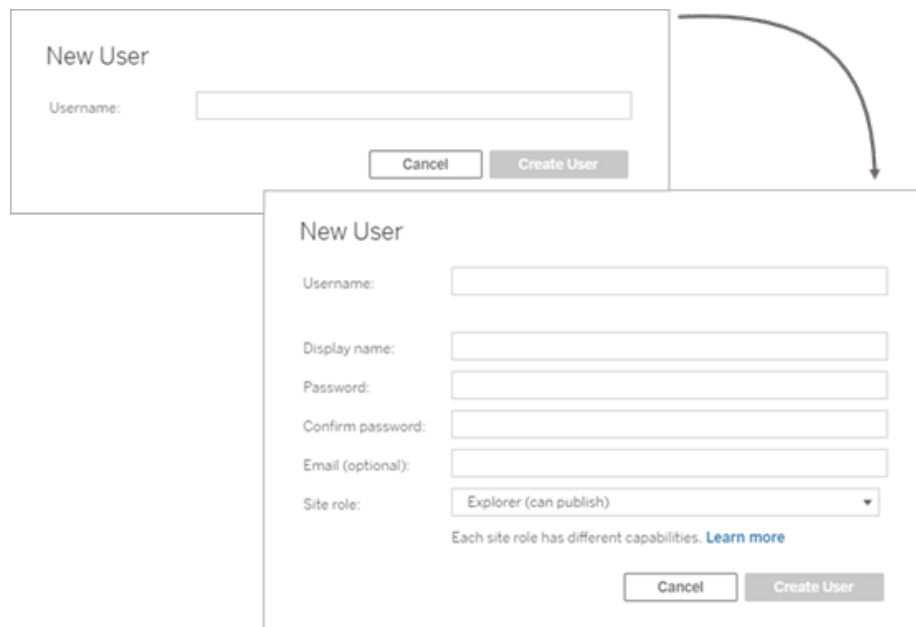 New User
Username:
Cancel
Create User
New User
Username:
Display name:
Password:
Confirm password:
Email (optional):
Site role:
Explorer (can publish)
Each site role has different capabilities. Learn more
Cancel
Create User